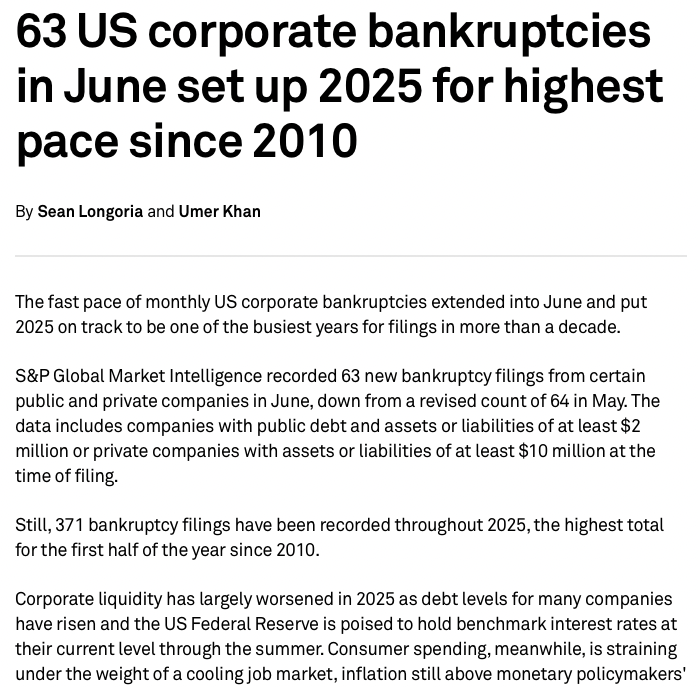 63 US corporate bankruptcies
in June set up 2025 for highest
pace since 2010
By Sean Longoria and Umer Khan
The fast pace of monthly US corporate bankruptcies extended into June and put
2025 on track to be one of the busiest years for filings in more than a decade.
S&P Global Market Intelligence recorded 63 new bankruptcy filings from certain
public and private companies in June, down from a revised count of 64 in May. The
data includes companies with public debt and assets or liabilities of at least $2
million or private companies with assets or liabilities of at least $10 million at the
time of filing.
Still, 371 bankruptcy filings have been recorded throughout 2025, the highest total
for the first half of the year since 2010.
Corporate liquidity has largely worsened in 2025 as debt levels for many companies
have risen and the US Federal Reserve is poised to hold benchmark interest rates at
their current level through the summer. Consumer spending, meanwhile, is straining
under the weight of a cooling job market, inflation still above monetary policymakers'